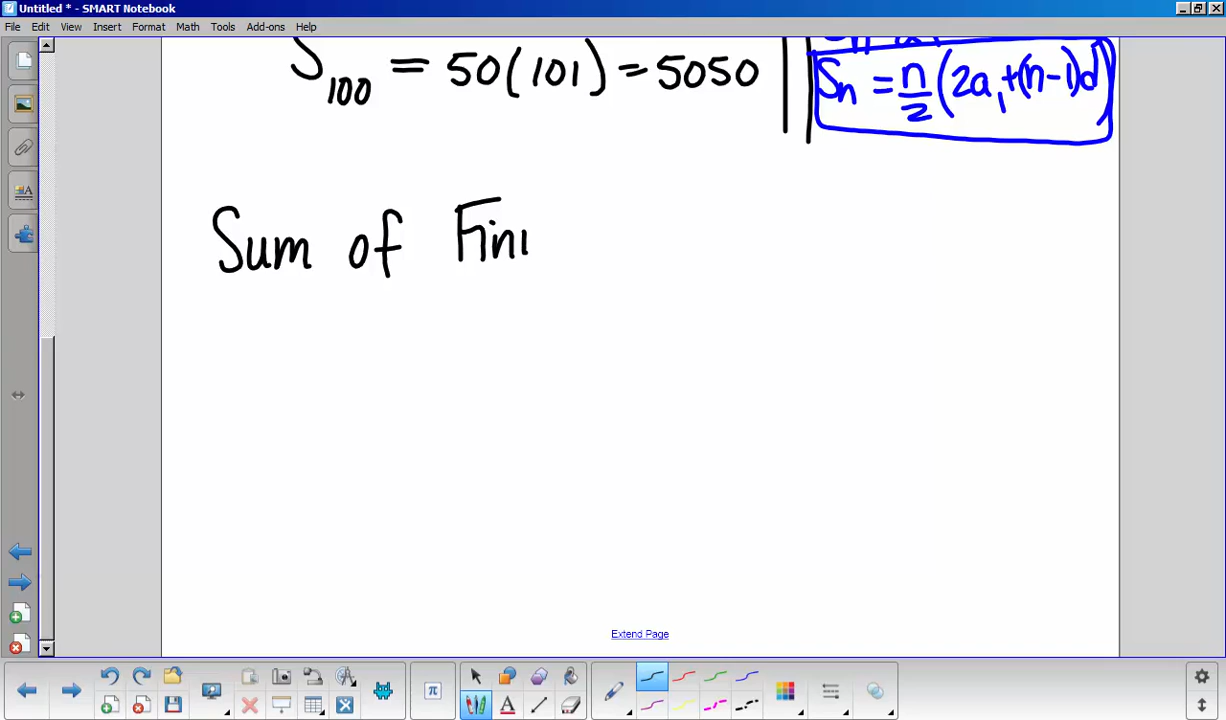 Untitled * - SMART Notebook
File Edit View Insert Format Math Tools Add-ons Help
S₁₀₀ = 50(101) = 5050
Sn = n/2 (2a₁+(n-1)d)
Sum of Fini
Extend Page